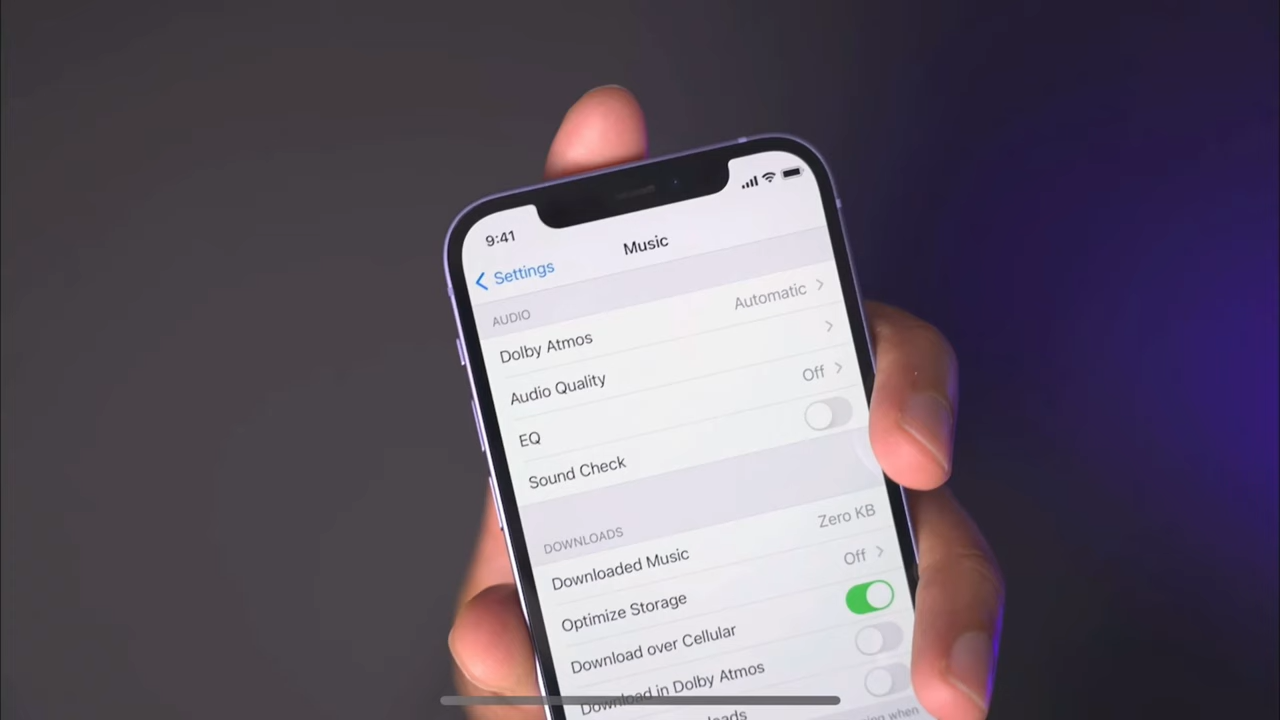 9:41
Settings
Music
AUDIO
Dolby Atmos Automatic
Audio Quality
EQ Off
Sound Check
DOWNLOADS
Downloaded Music Zero KB
Optimize Storage Off
Download over Cellular
Download in Dolby Atmos
when